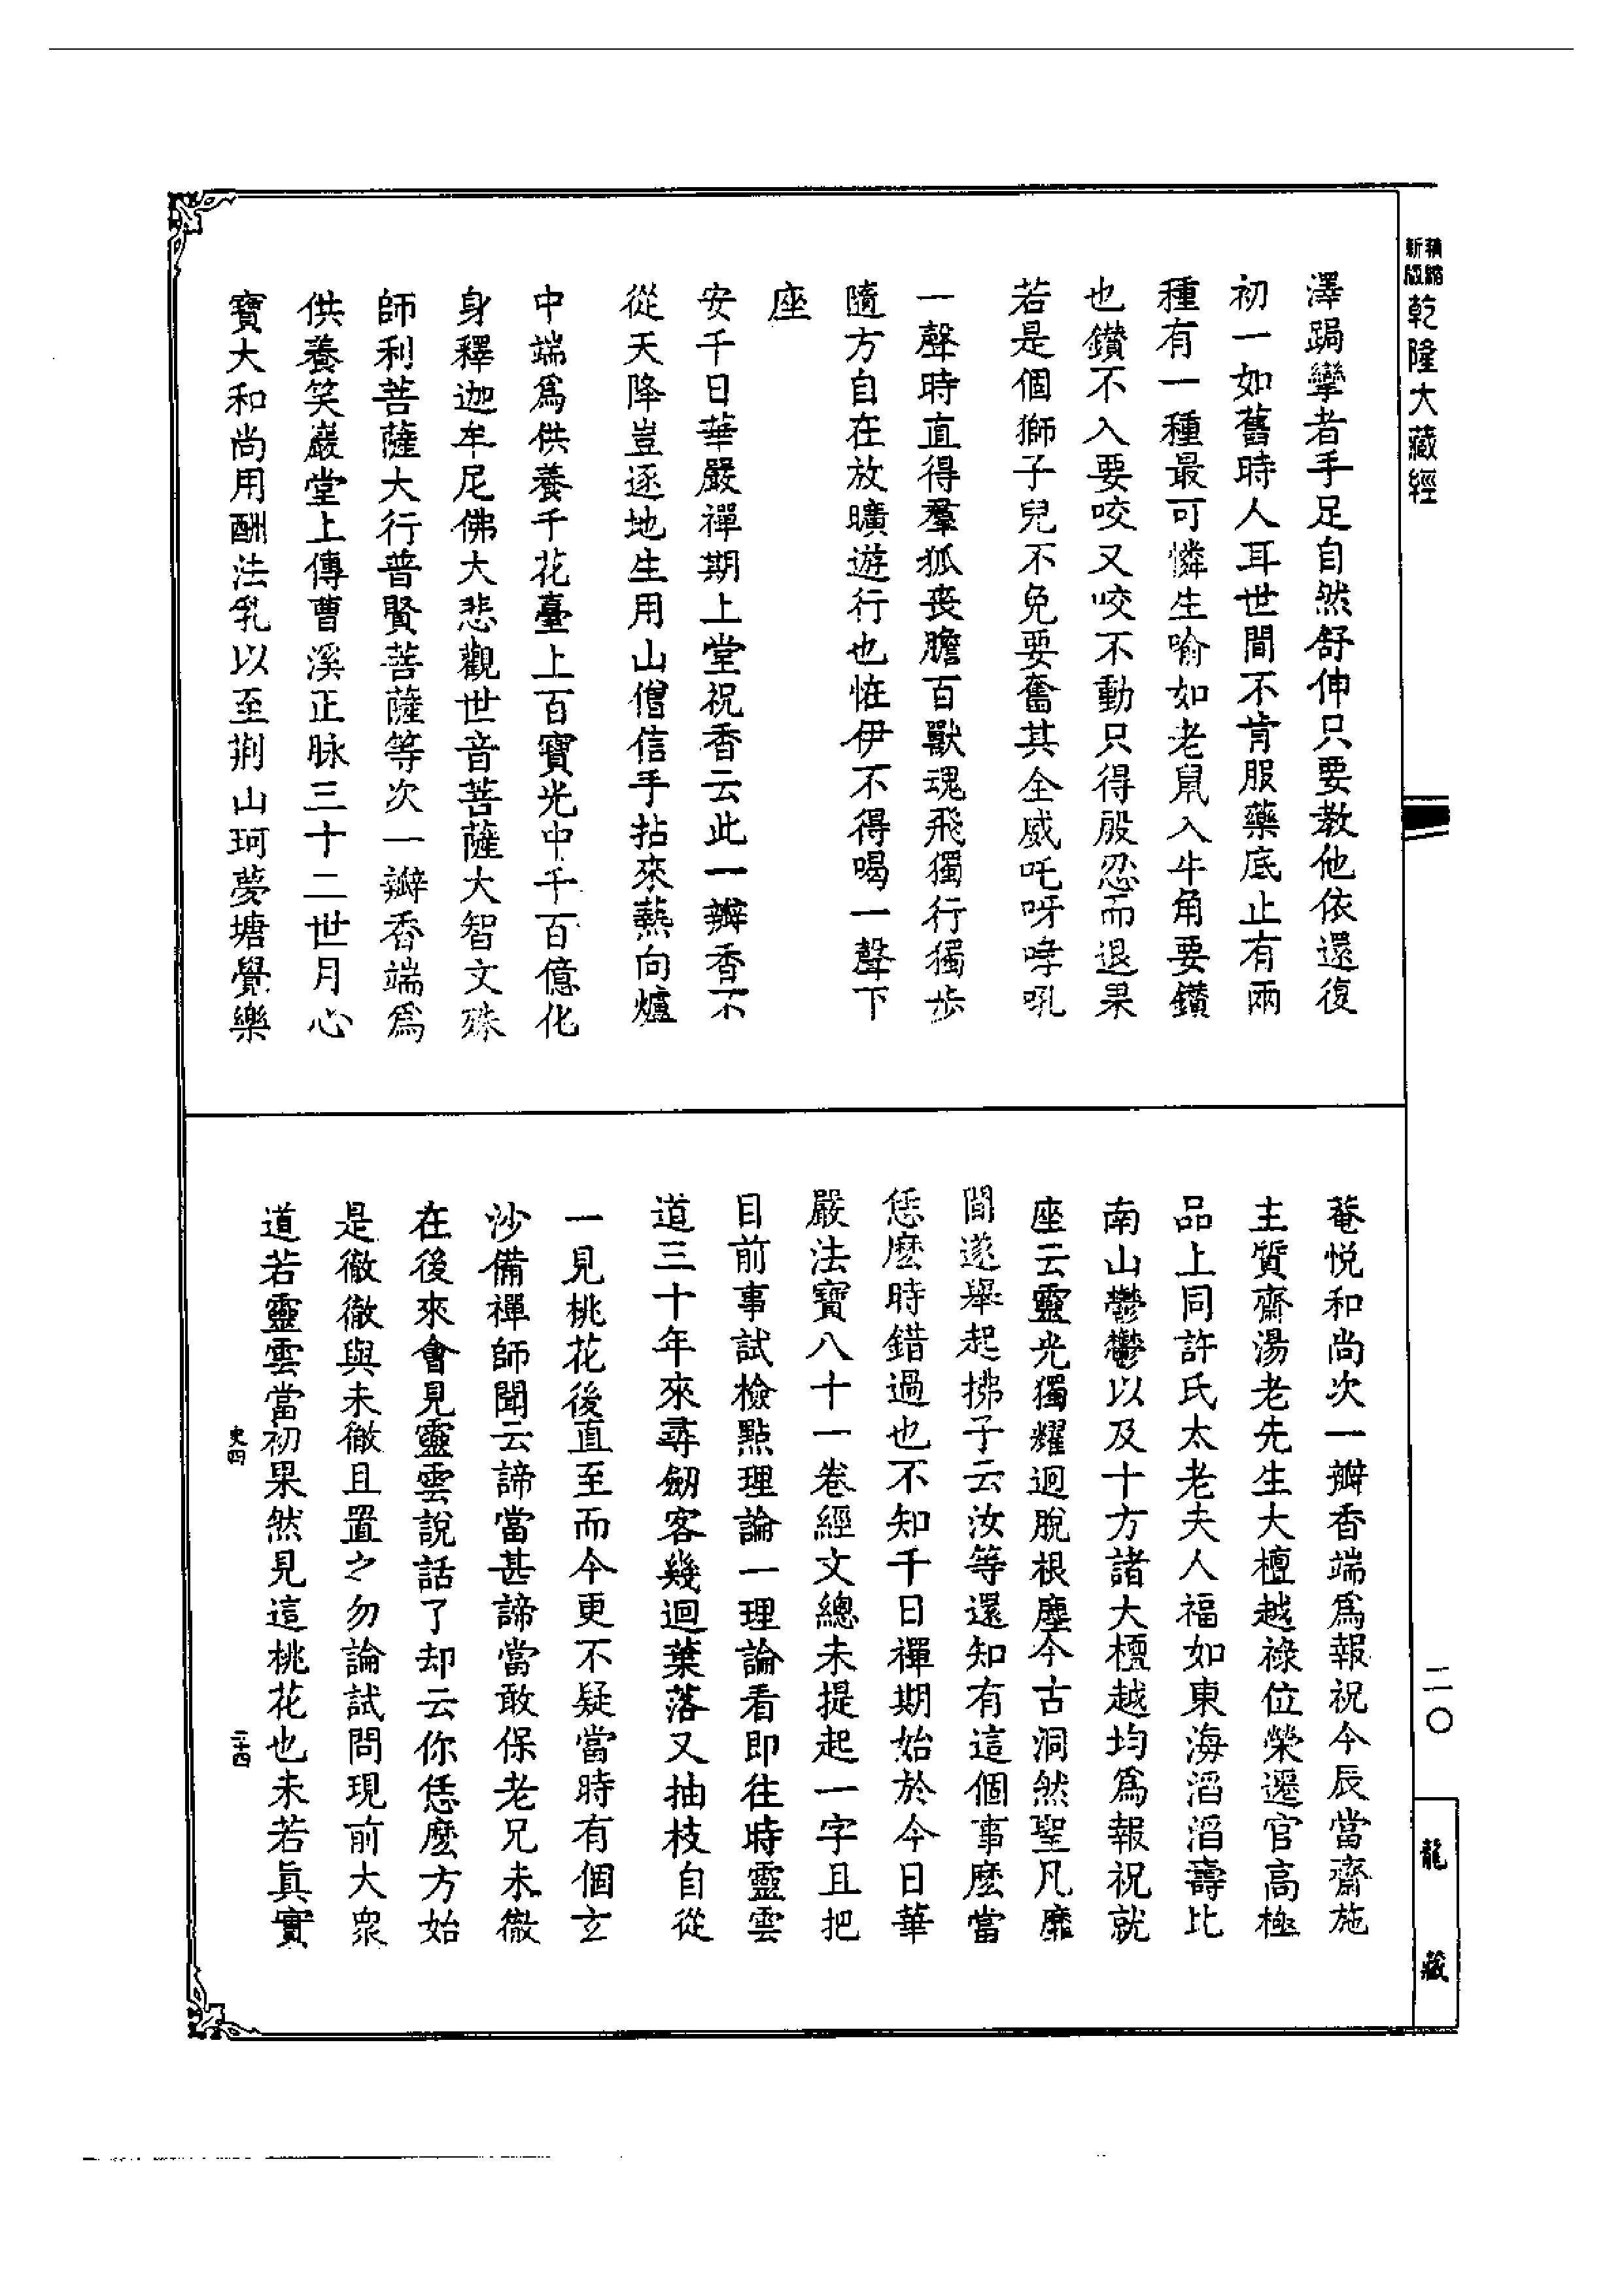 精縮新版乾隆大藏經
澤跼攣者手足自然舒伸只要教他依還復
初一如舊時人耳世間不肯服藥底止有兩
種有一種最可憐生喻如老鼠入牛角要鑽
也鑽不入要咬又咬不動只得殷忍而退果
若是個獅子兒不免要奮其全威吒呀哮吼
一聲時直得羣狐喪膽百獸魂飛獨行獨步
隨方自在放曠遊行也恠伊不得喝一聲下
座
安千日華嚴禪期上堂祝香云此一瓣香不
從天降豈逐地生用山僧信手拈來爇向爐
中端爲供養千花臺上百寶光中千百億化
身釋迦牟尼佛大悲觀世音菩薩大智文殊
師利菩薩大行普賢菩薩等次一瓣香端爲
供養笑巖堂上傳曹溪正脉三十二世月心
寶大和尚用酬法乳以至荆山珂夢塘覺樂
菴悅和尚次一瓣香端爲報祝今辰當齋施
主質齋湯老先生大檀越祿位榮遷官高極
品上同許氏太老夫人福如東海滔滔壽比
南山鬱鬱以及十方諸大檀越均爲報祝就
座云靈光獨耀迥脫根塵今古洞然聖凡靡
間遂舉起拂子云汝等還知有這個事麽當
恁麽時錯過也不知千日禪期始於今日華
嚴法寶八十一卷經文總未提起一字且把
目前事試檢點理論一理論看即往時靈雲
道三十年來尋劒客幾迴葉落又抽枝自從
一見桃花後直至而今更不疑當時有個玄
沙備禪師聞云諦當甚諦當敢保老兄未徹
在後來會見靈雲說話了却云你恁麽方始
是徹徹與未徹且置之勿論試問現前大衆
道若靈雲當初果然見這桃花也未若眞實
史四
二十四
二〇
龍藏